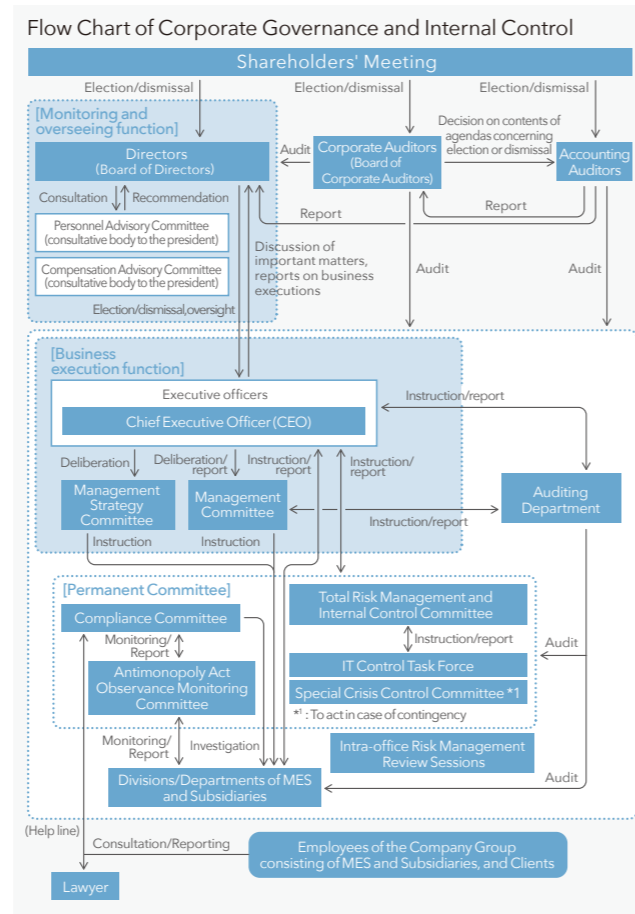 Flow Chart of Corporate Governance and Internal Control
Shareholders' Meeting
Election/dismissal
Election/dismissal
Election/dismissal
[Monitoring and
overseeing function]
Directors
(Board of Directors)
Audit
Corporate Auditors
(Board of
Corporate Auditors)
Decision on contents of
agendas concerning
election or dismissal
Accounting
Auditors
Consultation
Recommendation
Report
Report
Personnel Advisory Committee
(consultative body to the president)
Compensation Advisory Committee
(consultative body to the president)
Discussion of
important matters,
reports on business
executions
Audit
Audit
Election/dismissal,oversight
[Business
execution function]
Executive officers
Chief Executive Officer (CEO)
Instruction/report
Deliberation
Deliberation/
report
Instruction/
report
Instruction/
report
Management
Strategy
Committee
Management
Committee
Auditing
Department
Instruction/report
Instruction
Instruction
[Permanent Committee]
Compliance Committee
Total Risk Management and
Internal Control Committee
Monitoring/
Report
Instruction/report
Audit
Antimonopoly Act
Observance Monitoring
Committee
IT Control Task Force
Special Crisis Control Committee *1
*1 : To act in case of contingency
Monitoring/
Report
Investigation
Intra-office Risk Management
Review Sessions
Divisions/Departments of MES
and Subsidiaries
Audit
(Help line)
Consultation/Reporting
Employees of the Company Group
consisting of MES and Subsidiaries, and Clients
Lawyer